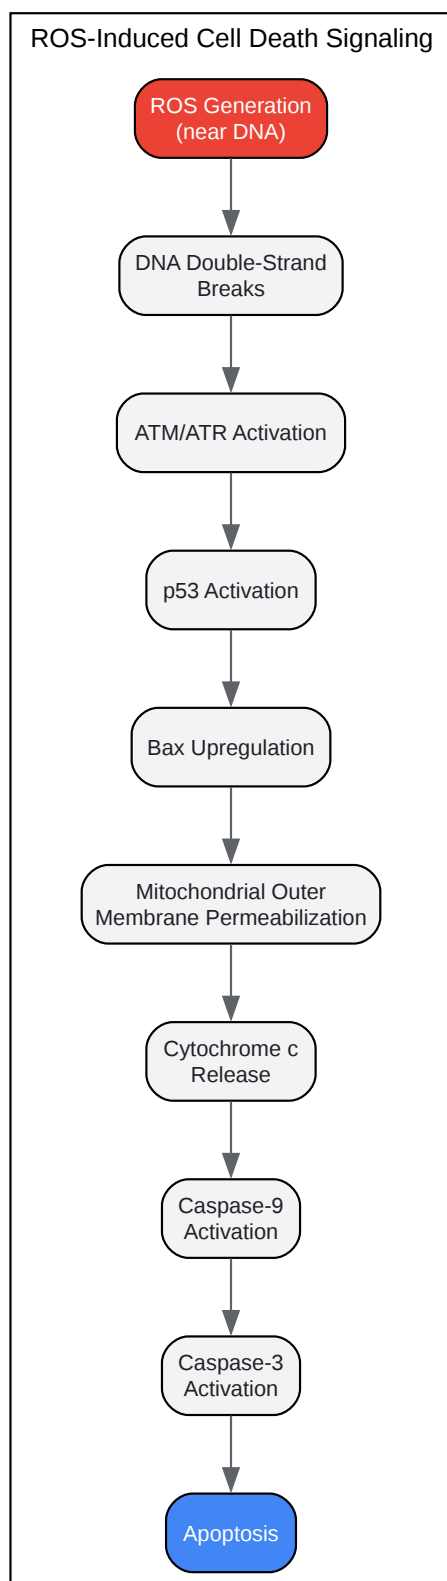 ROS-Induced Cell Death Signaling
ROS Generation
(near DNA)
DNA Double-Strand
Breaks
ATM/ATR Activation
p53 Activation
Bax Upregulation
Mitochondrial Outer
Membrane Permeabilization
Cytochrome c
Release
Caspase-9
Activation
Caspase-3
Activation
Apoptosis